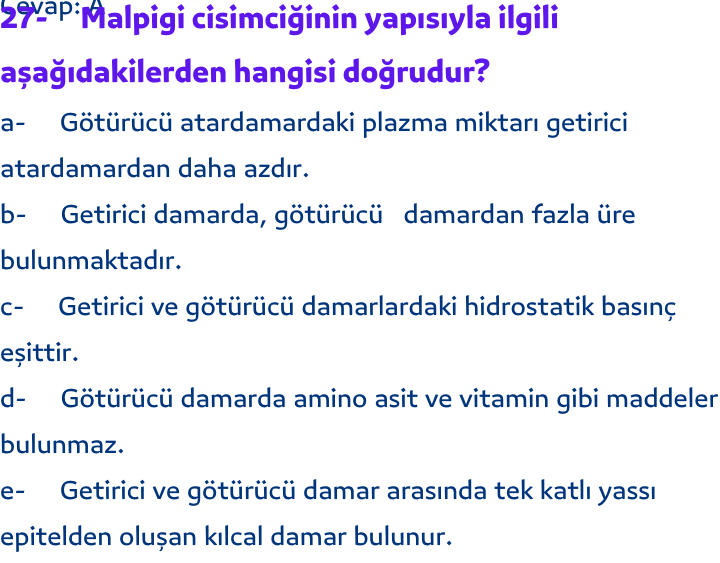 Cevap: A
27- Malpigi cisimciğinin yapısıyla ilgili
aşağıdakilerden hangisi doğrudur?
a- Götürücü atardamardaki plazma miktarı getirici
atardamardan daha azdır.
b- Getirici damarda, götürücü damardan fazla üre
bulunmaktadır.
c- Getirici ve götürücü damarlardaki hidrostatik basınç
eşittir.
d- Götürücü damarda amino asit ve vitamin gibi maddeler
bulunmaz.
e- Getirici ve götürücü damar arasında tek katlı yassı
epitelden oluşan kılcal damar bulunur.